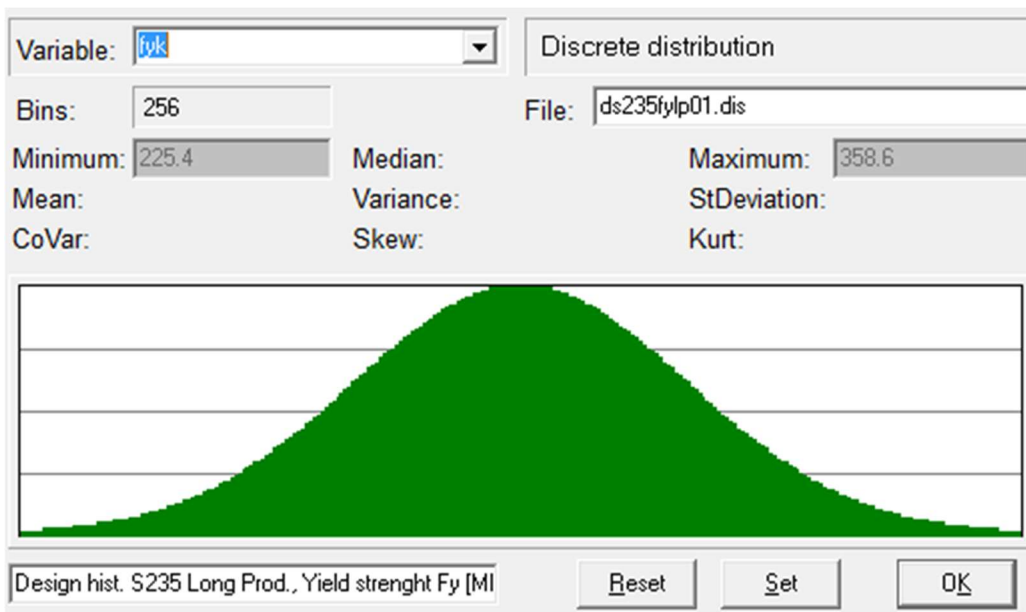 Variable: fyk Discrete distribution
Bins: 256 File: ds235fylp01.dis
Minimum: 225.4 Median: Maximum: 358.6
Mean: Variance: StDeviation:
CoVar: Skew: Kurt:
Design hist. S235 Long Prod., Yield strenght Fy [MI Reset Set OK